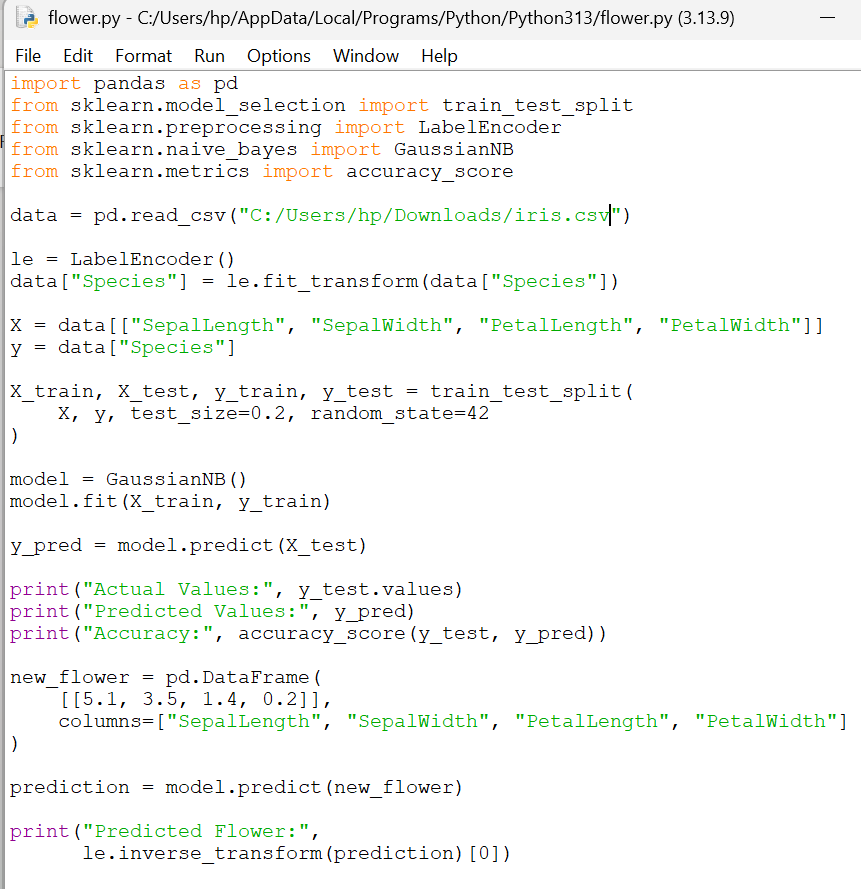 flower.py - C:/Users/hp/AppData/Local/Programs/Python/Python313/flower.py (3.13.9)
File Edit Format Run Options Window Help
import pandas as pd
from sklearn.model_selection import train_test_split
from sklearn.preprocessing import LabelEncoder
from sklearn.naive_bayes import GaussianNB
from sklearn.metrics import accuracy_score

data = pd.read_csv("C:/Users/hp/Downloads/iris.csv")

le = LabelEncoder()
data["Species"] = le.fit_transform(data["Species"])

X = data[["SepalLength", "SepalWidth", "PetalLength", "PetalWidth"]]
y = data["Species"]

X_train, X_test, y_train, y_test = train_test_split(
    X, y, test_size=0.2, random_state=42
)

model = GaussianNB()
model.fit(X_train, y_train)

y_pred = model.predict(X_test)

print("Actual Values:", y_test.values)
print("Predicted Values:", y_pred)
print("Accuracy:", accuracy_score(y_test, y_pred))

new_flower = pd.DataFrame(
    [[5.1, 3.5, 1.4, 0.2]],
    columns=["SepalLength", "SepalWidth", "PetalLength", "PetalWidth"]
)

prediction = model.predict(new_flower)

print("Predicted Flower:",
      le.inverse_transform(prediction)[0])